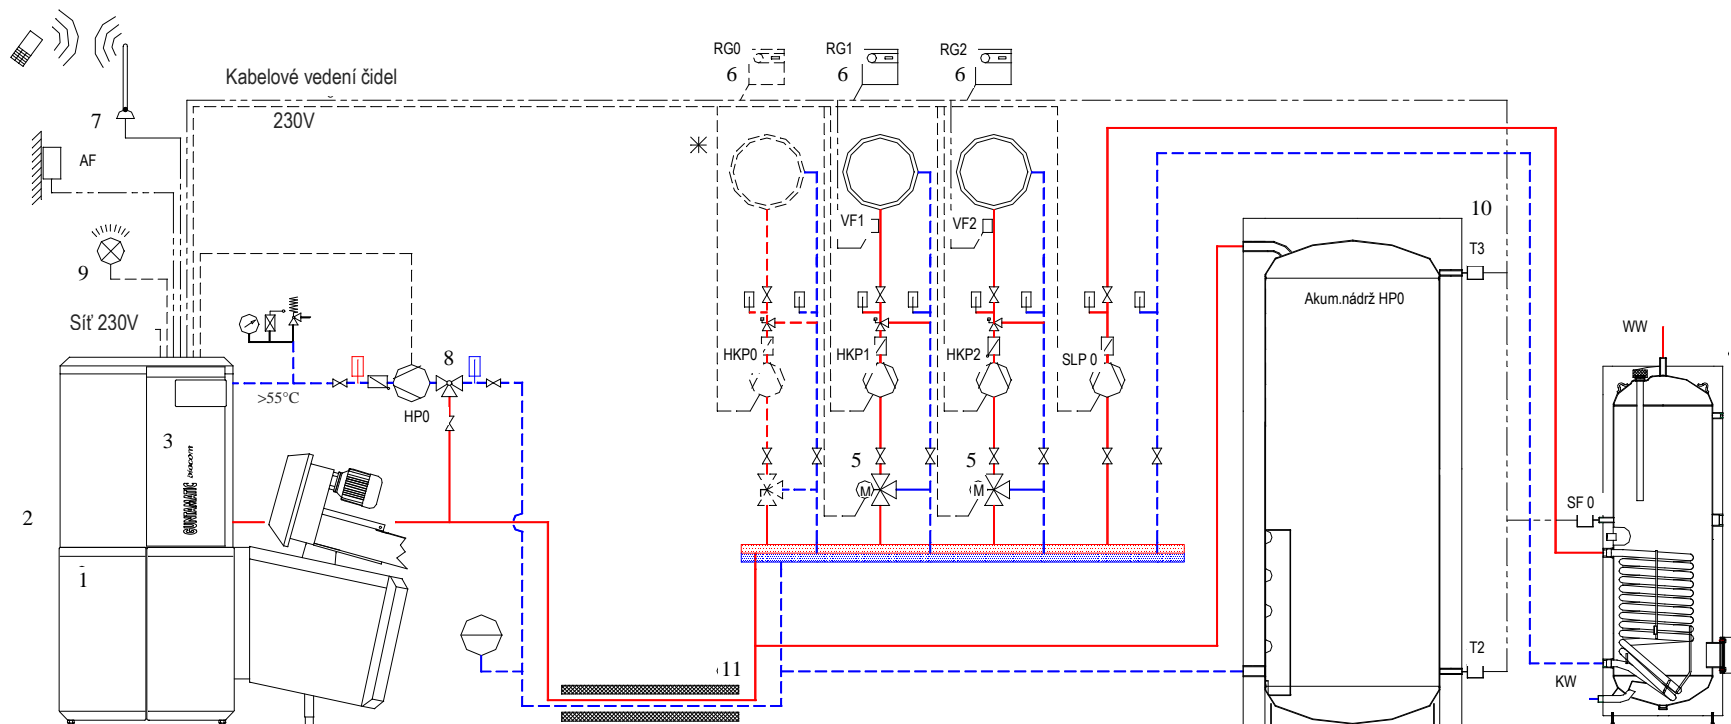 RG0
RG1
RG2
6
6
6
Kabelové vedení čidel
230V
7
AF
9
Síť 230V
VF1
VF2
10
T3
Akum.nádrž HP0
WW
HKP0
HKP1
HKP2
SLP 0
8
>55°C
HP0
3
GUNTAMATIC Biocom
5
5
M
M
2
1
SF 0
11
T2
KW